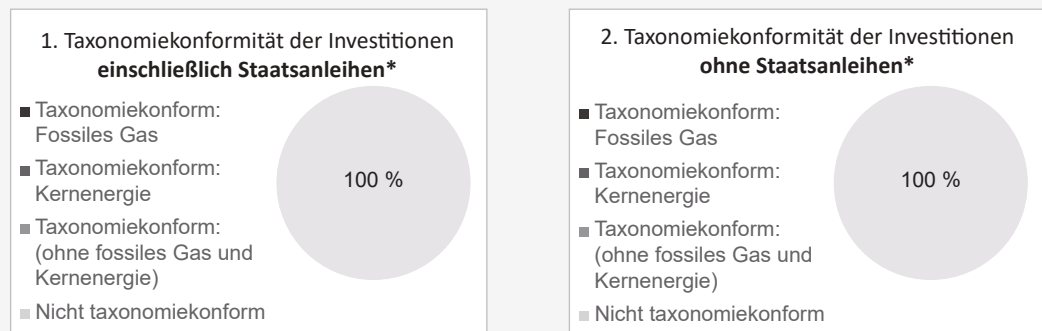 1. Taxonomiekonformität der Investitionen
einschließlich Staatsanleihen*
Taxonomiekonform:
Fossiles Gas
Taxonomiekonform:
Kernenergie
Taxonomiekonform:
(ohne fossiles Gas und
Kernenergie)
Nicht taxonomiekonform
100 %
2. Taxonomiekonformität der Investitionen
ohne Staatsanleihen*
Taxonomiekonform:
Fossiles Gas
Taxonomiekonform:
Kernenergie
Taxonomiekonform:
(ohne fossiles Gas und
Kernenergie)
Nicht taxonomiekonform
100 %